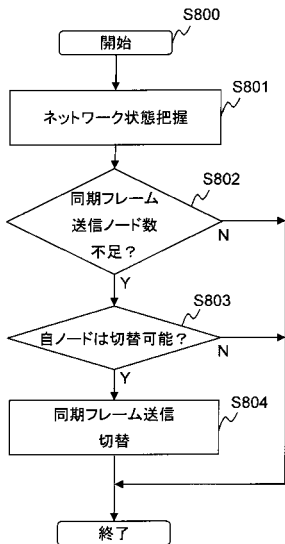 S800
開始
S801
ネットワーク状態把握
S802
同期フレーム
送信ノード数
不足？
N
Y
S803
自ノードは切替可能？
N
Y
S804
同期フレーム送信
切替
終了